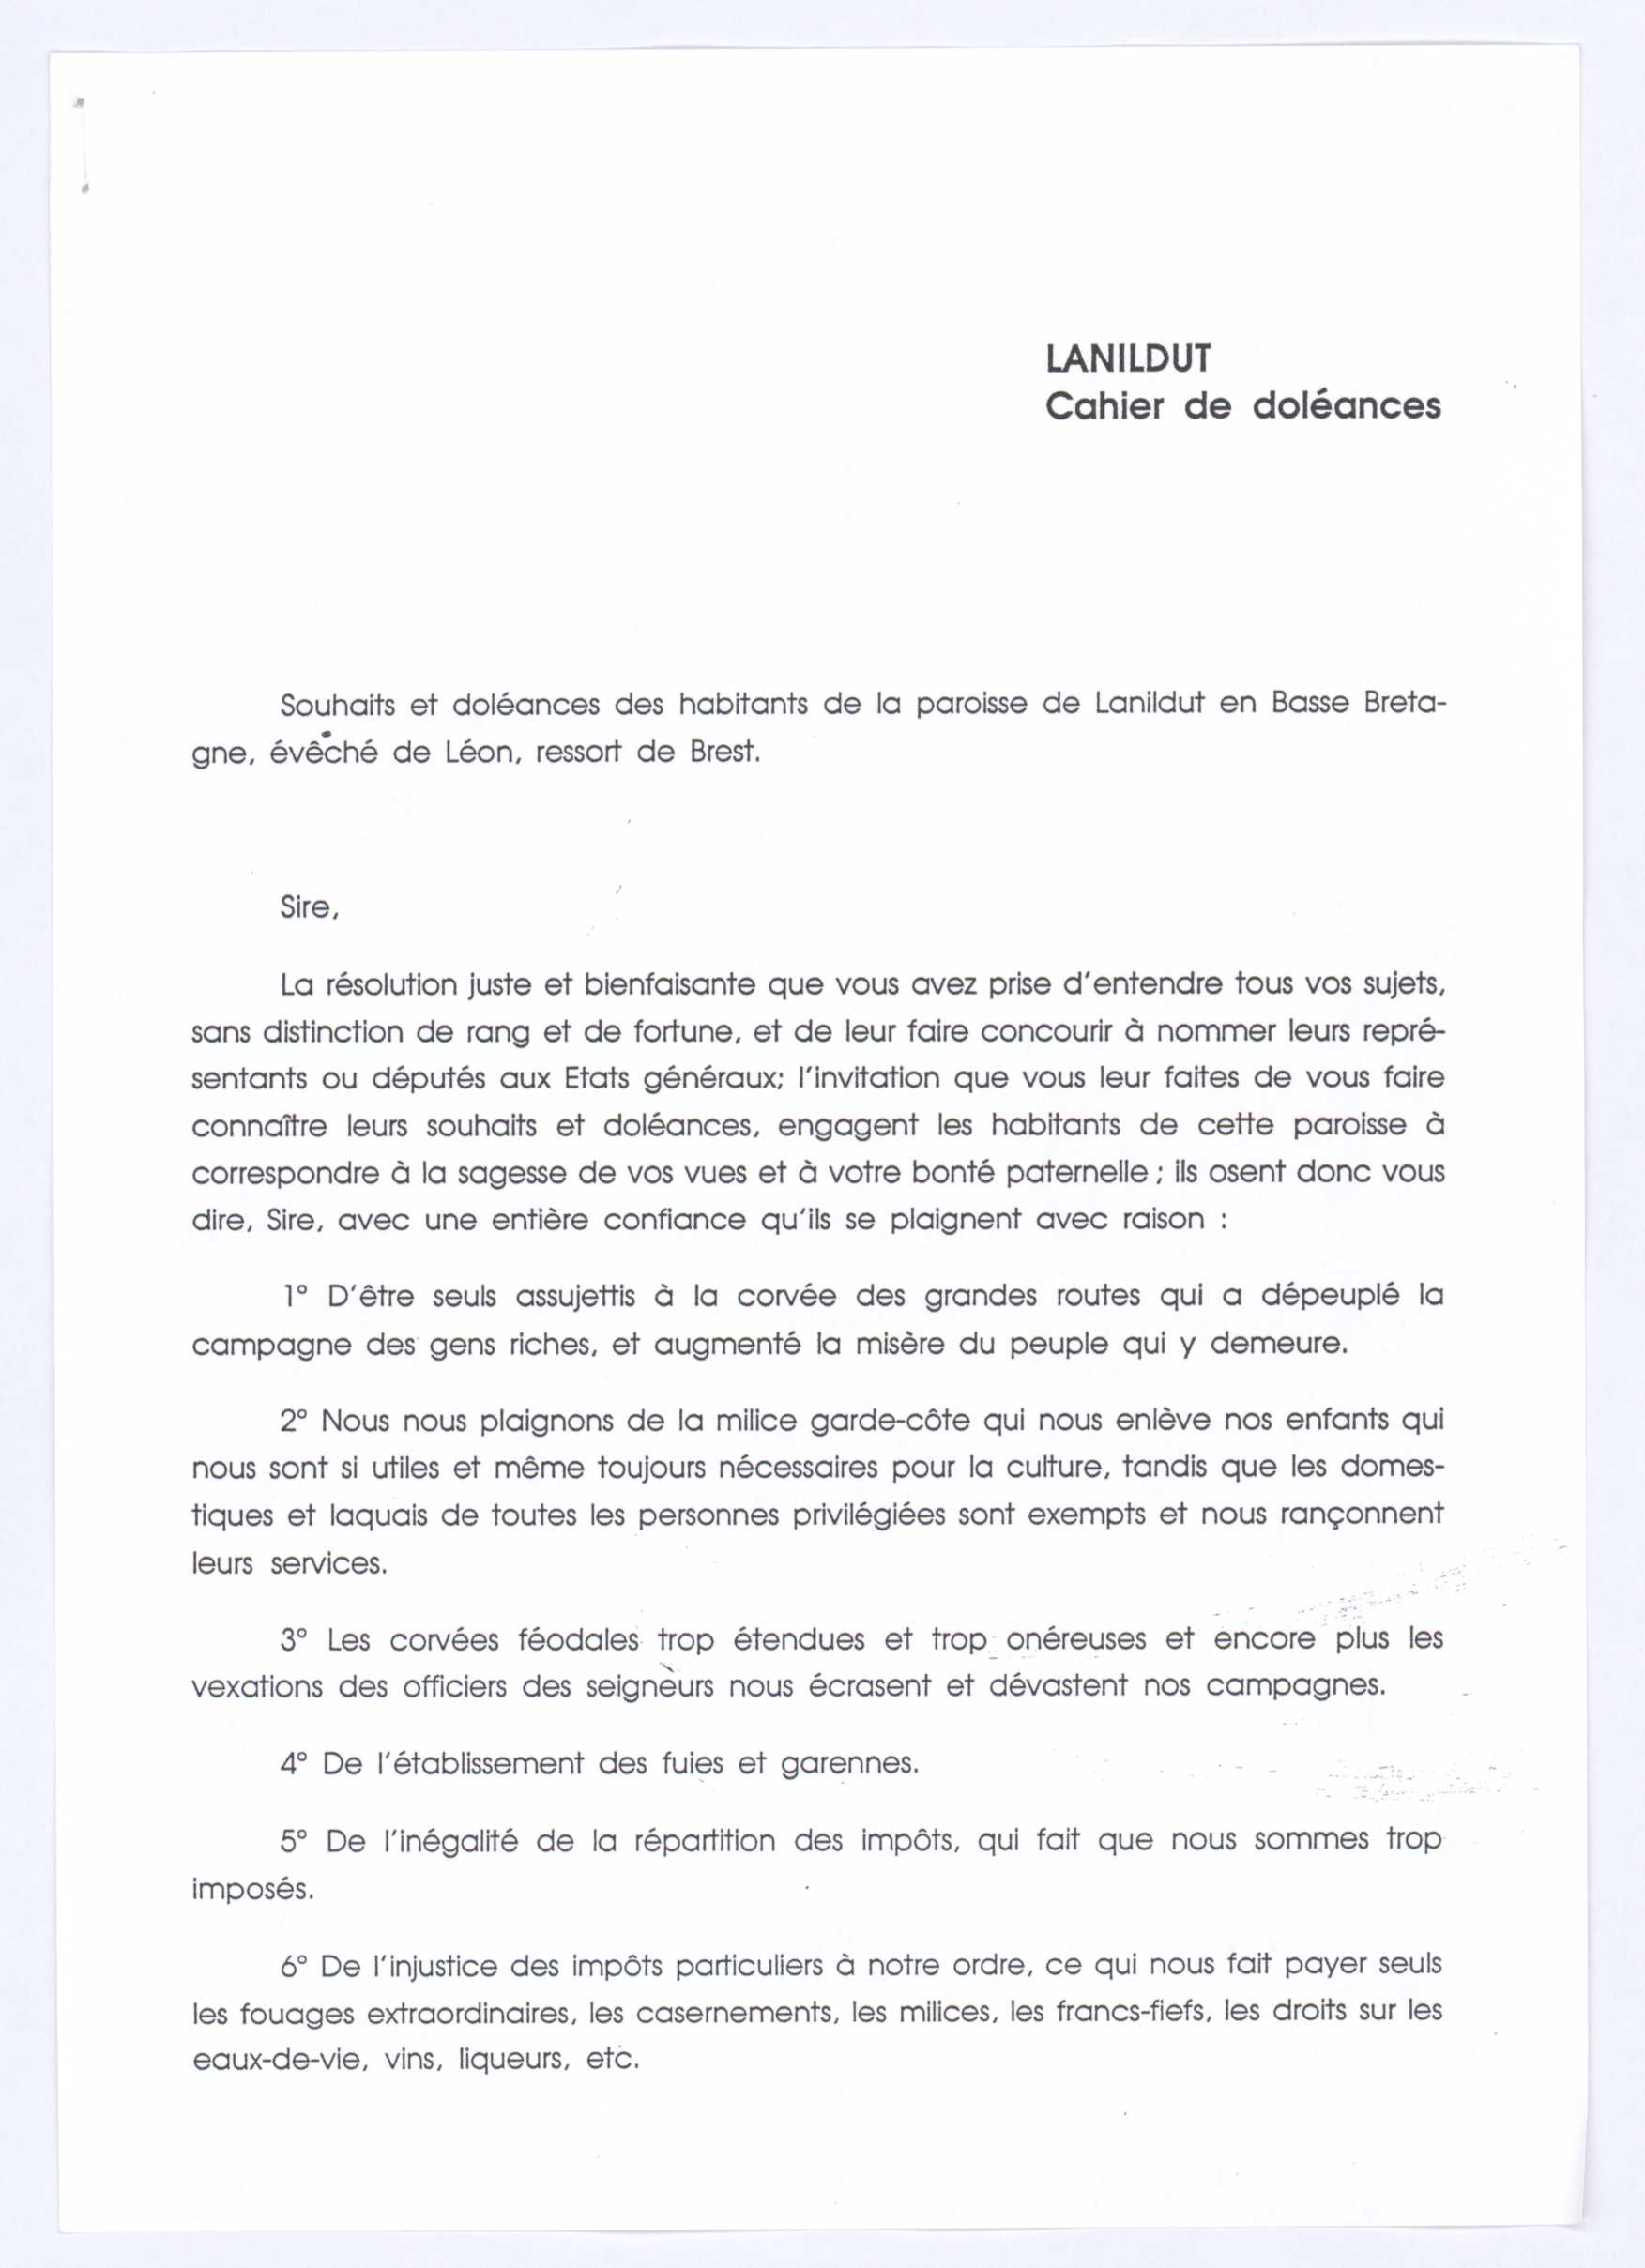 LANILDUT
Cahier de doléances
Souhaits et doléances des habitants de la paroisse de Lanildut en Basse Breta-
gne, évêché de Léon, ressort de Brest.
Sire,
La résolution juste et bienfaisante que vous avez prise d'entendre tous vos sujets,
sans distinction de rang et de fortune, et de leur faire concourir à nommer leurs repré-
sentants ou députés aux Etats généraux; l'invitation que vous leur faites de vous faire
connaître leurs souhaits et doléances, engagent les habitants de cette paroisse à
correspondre à la sagesse de vos vues et à votre bonté paternelle ; ils osent donc vous
dire, Sire, avec une entière confiance qu'ils se plaignent avec raison :
1° D'être seuls assujettis à la corvée des grandes routes qui a dépeuplé la
campagne des gens riches, et augmenté la misère du peuple qui y demeure.
2° Nous nous plaignons de la milice garde-côte qui nous enlève nos enfants qui
nous sont si utiles et même toujours nécessaires pour la culture, tandis que les domes-
tiques et laquais de toutes les personnes privilégiées sont exempts et nous rançonnent
leurs services.
3° Les corvées féodales trop étendues et trop onéreuses et encore plus les
vexations des officiers des seigneurs nous écrasent et dévastent nos campagnes.
4° De l'établissement des fuies et garennes.
5° De l'inégalité de la répartition des impôts, qui fait que nous sommes trop
imposés.
6° De l'injustice des impôts particuliers à notre ordre, ce qui nous fait payer seuls
les fouages extraordinaires, les casernements, les milices, les francs-fiefs, les droits sur les
eaux-de-vie, vins, liqueurs, etc.